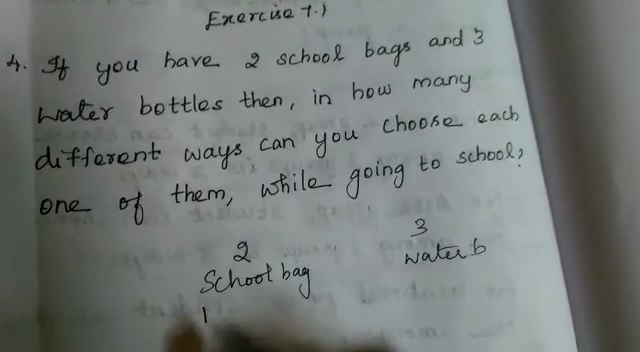 Exercise 7.1
4. If you have 2 school bags and 3
water bottles then, in how many
different ways can you choose each
one of them, while going to school?
2 3
School bag water b
1